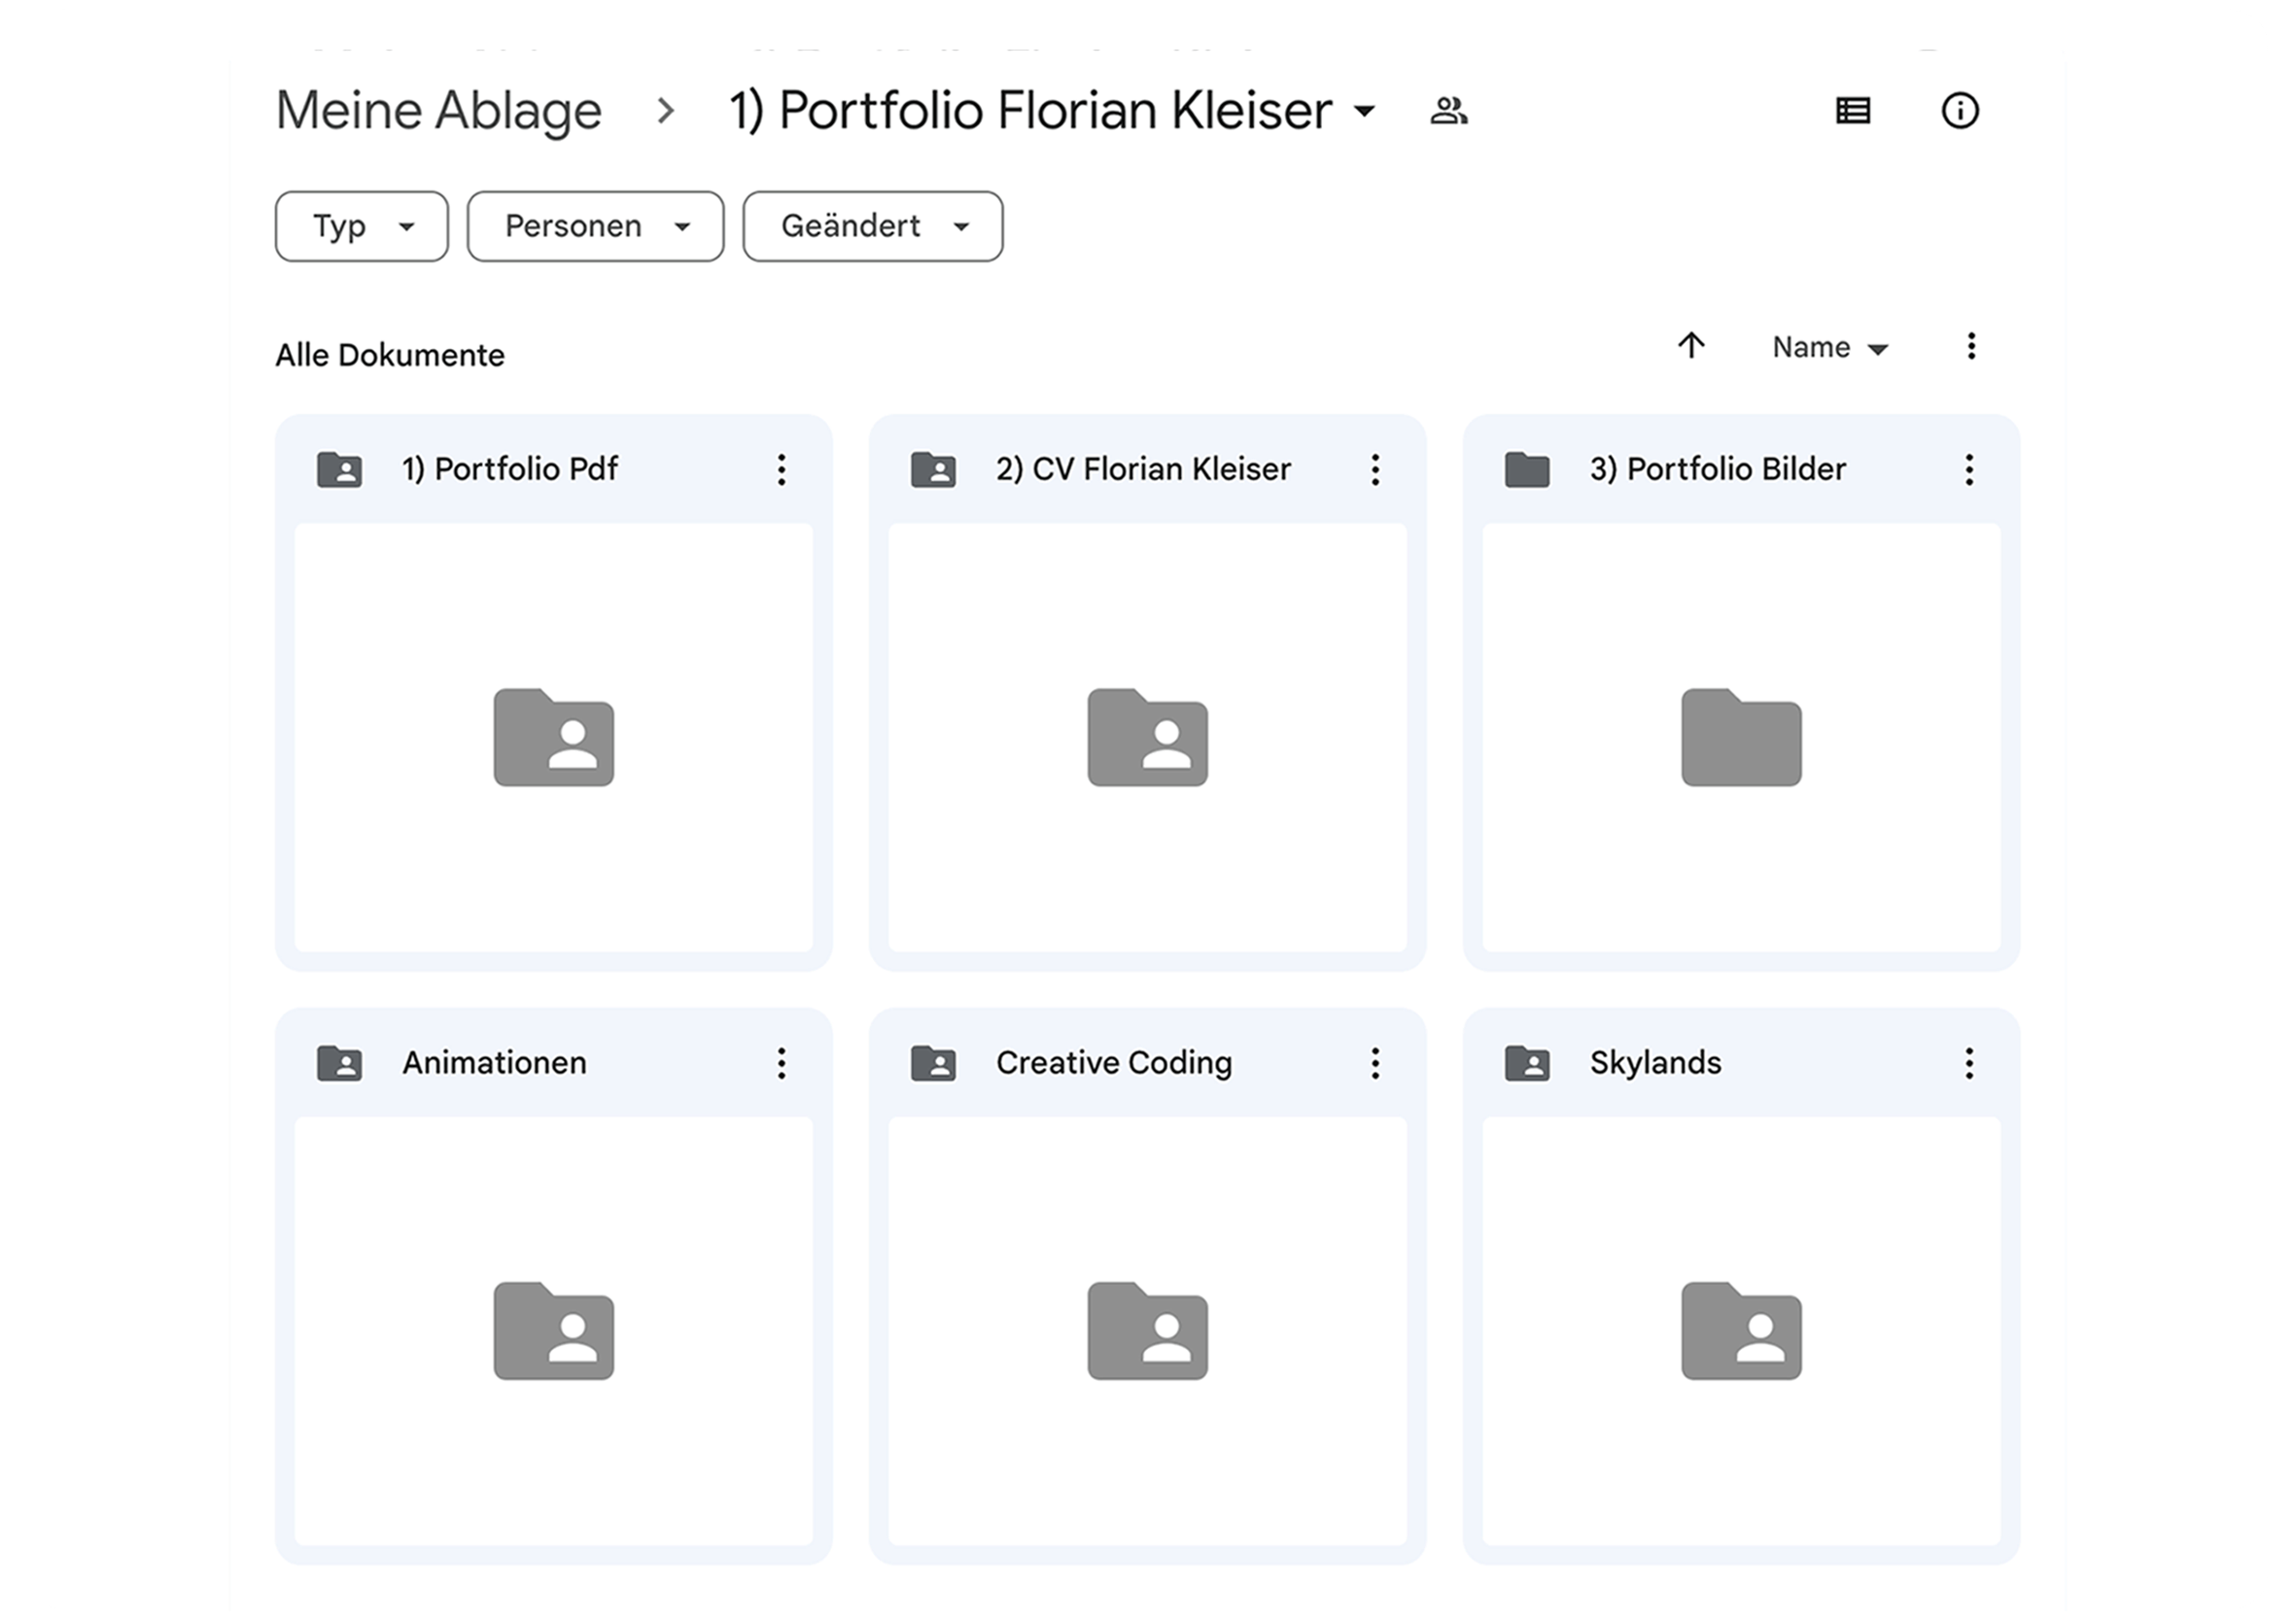 Meine Ablage > 1) Portfolio Florian Kleiser
Typ Personen Geändert
Alle Dokumente Name
1) Portfolio Pdf 2) CV Florian Kleiser 3) Portfolio Bilder
Animationen Creative Coding Skylands